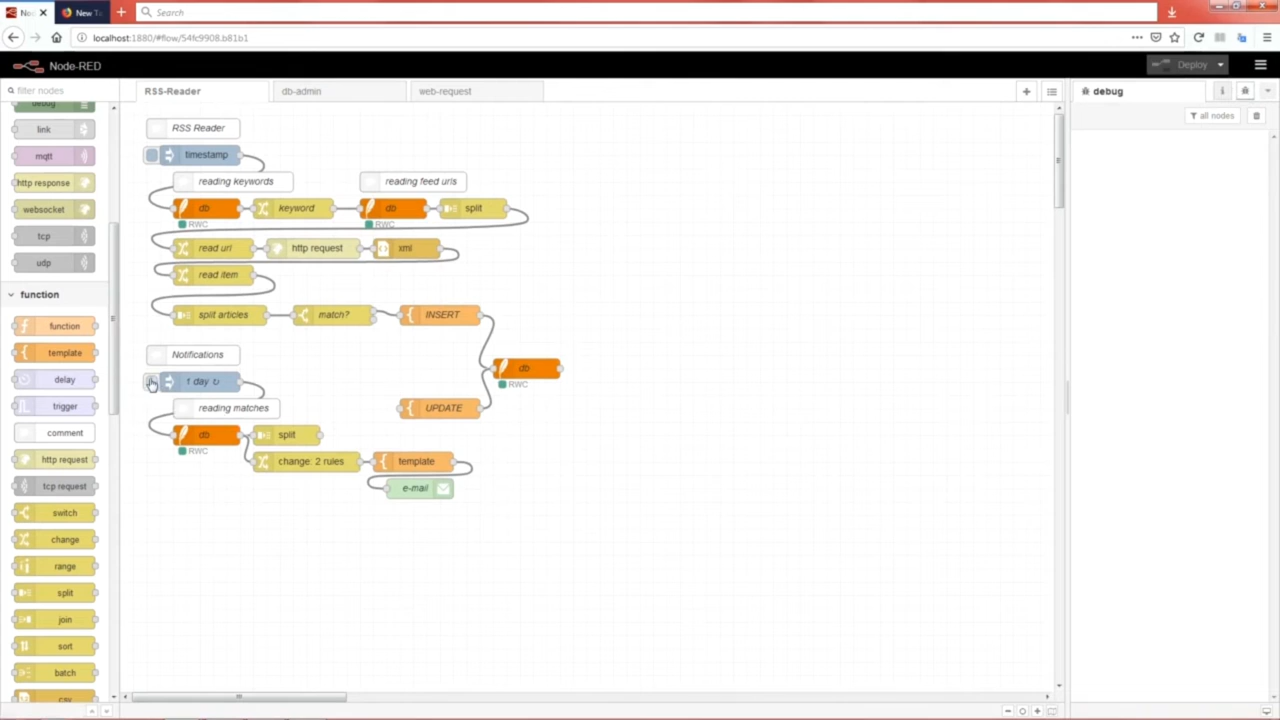 No
New T
Search
localhost:1880/#flow/54fc9908.b81b1
Node-RED
Deploy
filter nodes
RSS-Reader
db-admin
web-request
debug
all nodes
debug
link
mqtt
http response
websocket
tcp
udp
function
function
template
delay
trigger
comment
http request
tcp request
switch
change
range
split
join
sort
batch
csv
RSS Reader
timestamp
reading keywords
reading feed urls
db
keyword
db
split
RWC
RWC
read url
http request
xml
read item
split articles
match?
INSERT
Notifications
db
RWC
1 day ↻
reading matches
UPDATE
db
split
RWC
change: 2 rules
template
e-mail